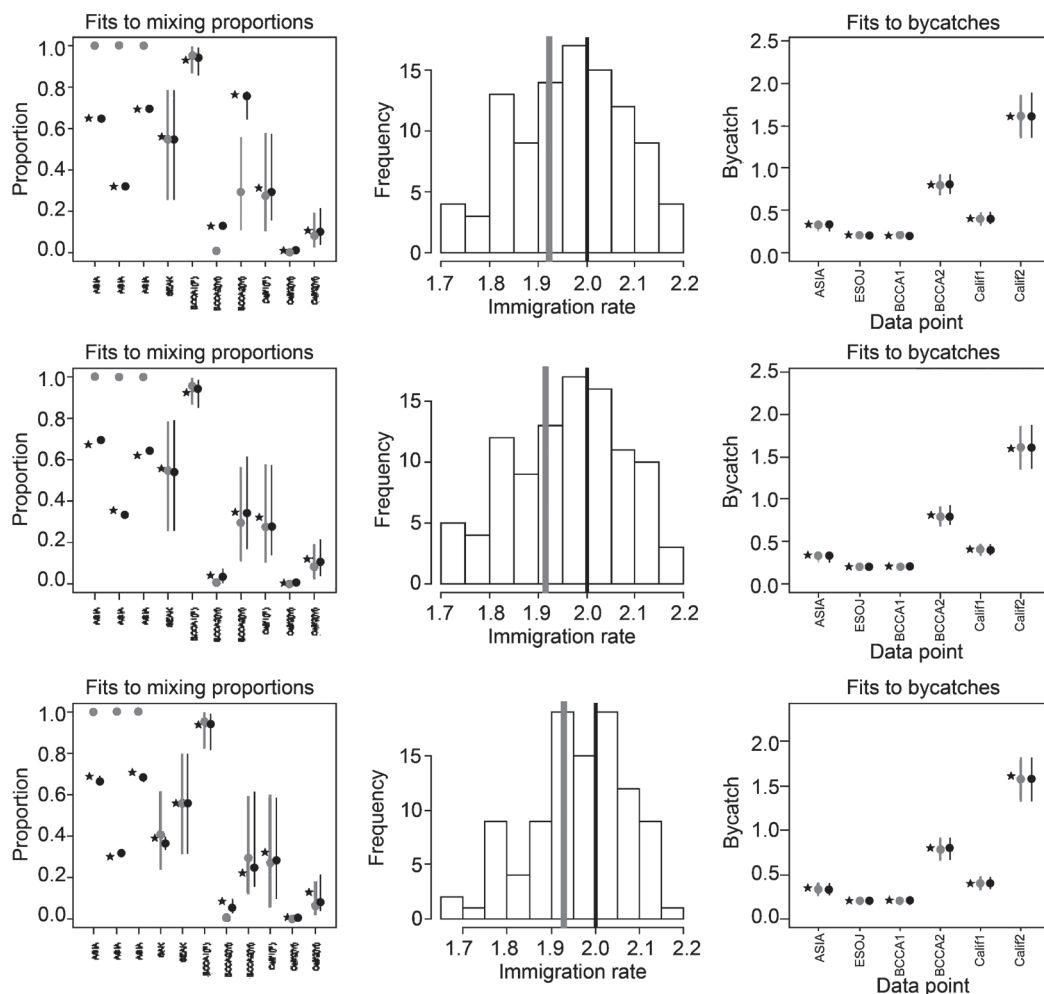 Fits to mixing proportions
Proportion
1.0
0.8
0.6
0.4
0.2
0.0
ASIA
ASIA
ASIA
SEAK
Frequency
15
10
5
0
1.7
1.8
1.9
2.0
2.1
2.2
Immigration rate
Fits to bycatches
Bycatch
2.5
2.0
1.5
1.0
0.5
0.0
ASIA
ESOJ
BCCA1
BCCA2
Calif1
Calif2
Data point
Fits to mixing proportions
Proportion
1.0
0.8
0.6
0.4
0.2
0.0
ASIA
ASIA
ASIA
SEAK
Frequency
15
10
5
0
1.7
1.8
1.9
2.0
2.1
2.2
Immigration rate
Fits to bycatches
Bycatch
2.5
2.0
1.5
1.0
0.5
0.0
ASIA
ESOJ
BCCA1
BCCA2
Calif1
Calif2
Data point
Fits to mixing proportions
Proportion
1.0
0.8
0.6
0.4
0.2
0.0
ASIA
ASIA
ASIA
SEAK
Frequency
15
10
5
0
1.7
1.8
1.9
2.0
2.1
2.2
Immigration rate
Fits to bycatches
Bycatch
2.0
1.5
1.0
0.5
0.0
ASIA
ESOJ
BCCA1
BCCA2
Calif1
Calif2
Data point